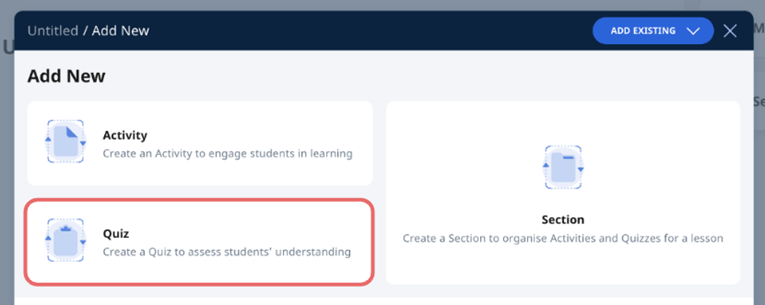 Untitled / Add New
ADD EXISTING
Add New
Activity
Create an Activity to engage students in learning
Quiz
Create a Quiz to assess students' understanding
Section
Create a Section to organise Activities and Quizzes for a lesson